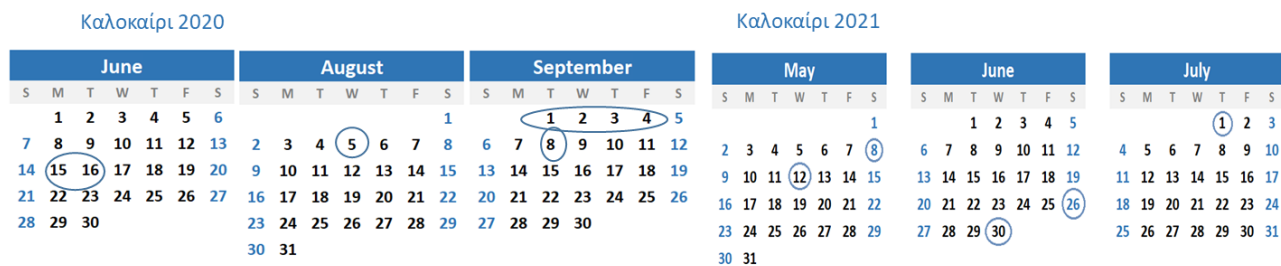 Καλοκαίρι 2020
June
S M T W T F S
1 2 3 4 5 6
7 8 9 10 11 12 13
14 15 16 17 18 19 20
21 22 23 24 25 26 27
28 29 30
August
S M T W T F S
1
2 3 4 5 6 7 8
9 10 11 12 13 14 15
16 17 18 19 20 21 22
23 24 25 26 27 28 29
30 31
September
S M T W T F S
1 2 3 4 5
6 7 8 9 10 11 12
13 14 15 16 17 18 19
20 21 22 23 24 25 26
27 28 29 30
Καλοκαίρι 2021
May
S M T W T F S
1
2 3 4 5 6 7 8
9 10 11 12 13 14 15
16 17 18 19 20 21 22
23 24 25 26 27 28 29
30 31
June
S M T W T F S
1 2 3 4 5
6 7 8 9 10 11 12
13 14 15 16 17 18 19
20 21 22 23 24 25 26
27 28 29 30
July
S M T W T F S
1 2 3
4 5 6 7 8 9 10
11 12 13 14 15 16 17
18 19 20 21 22 23 24
25 26 27 28 29 30 31